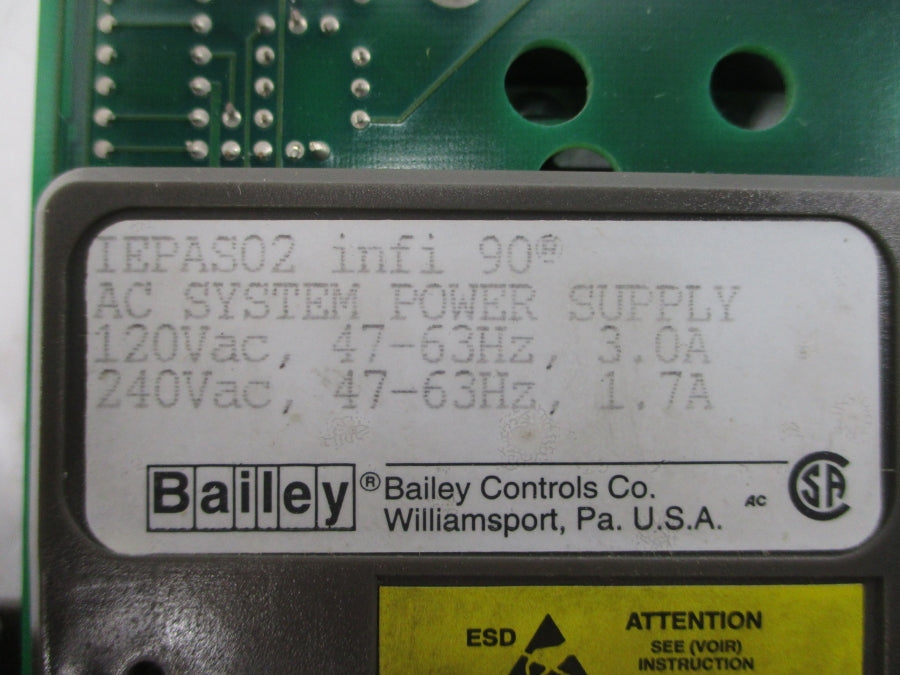 IEPAS02 infi 90®
AC SYSTEM POWER SUPPLY
120Vac, 47-63Hz, 3.0A
240Vac, 47-63Hz, 1.7A
Bailey® Bailey Controls Co.
Williamsport, Pa. U.S.A.
AC
SA
ESD
ATTENTION
SEE (VOIR)
INSTRUCTION